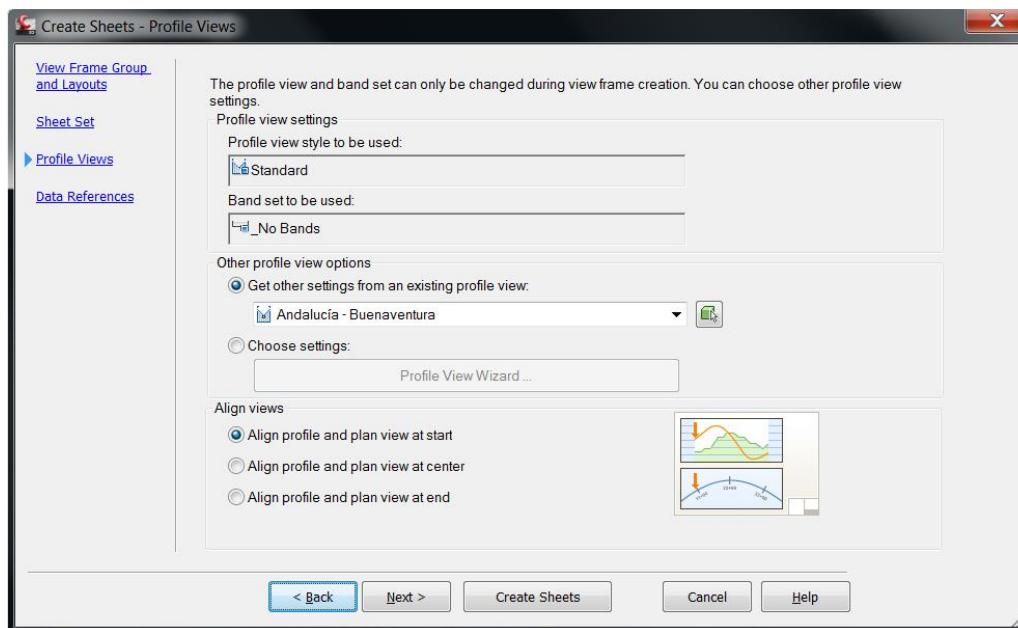 Create Sheets - Profile Views
View Frame Group
and Layouts
Sheet Set
Profile Views
Data References
The profile view and band set can only be changed during view frame creation. You can choose other profile view
settings.
Profile view settings
Profile view style to be used:
Standard
Band set to be used:
_No Bands
Other profile view options
Get other settings from an existing profile view:
Andalucía - Buenaventura
Choose settings:
Profile View Wizard ...
Align views
Align profile and plan view at start
Align profile and plan view at center
Align profile and plan view at end
< Back
Next >
Create Sheets
Cancel
Help